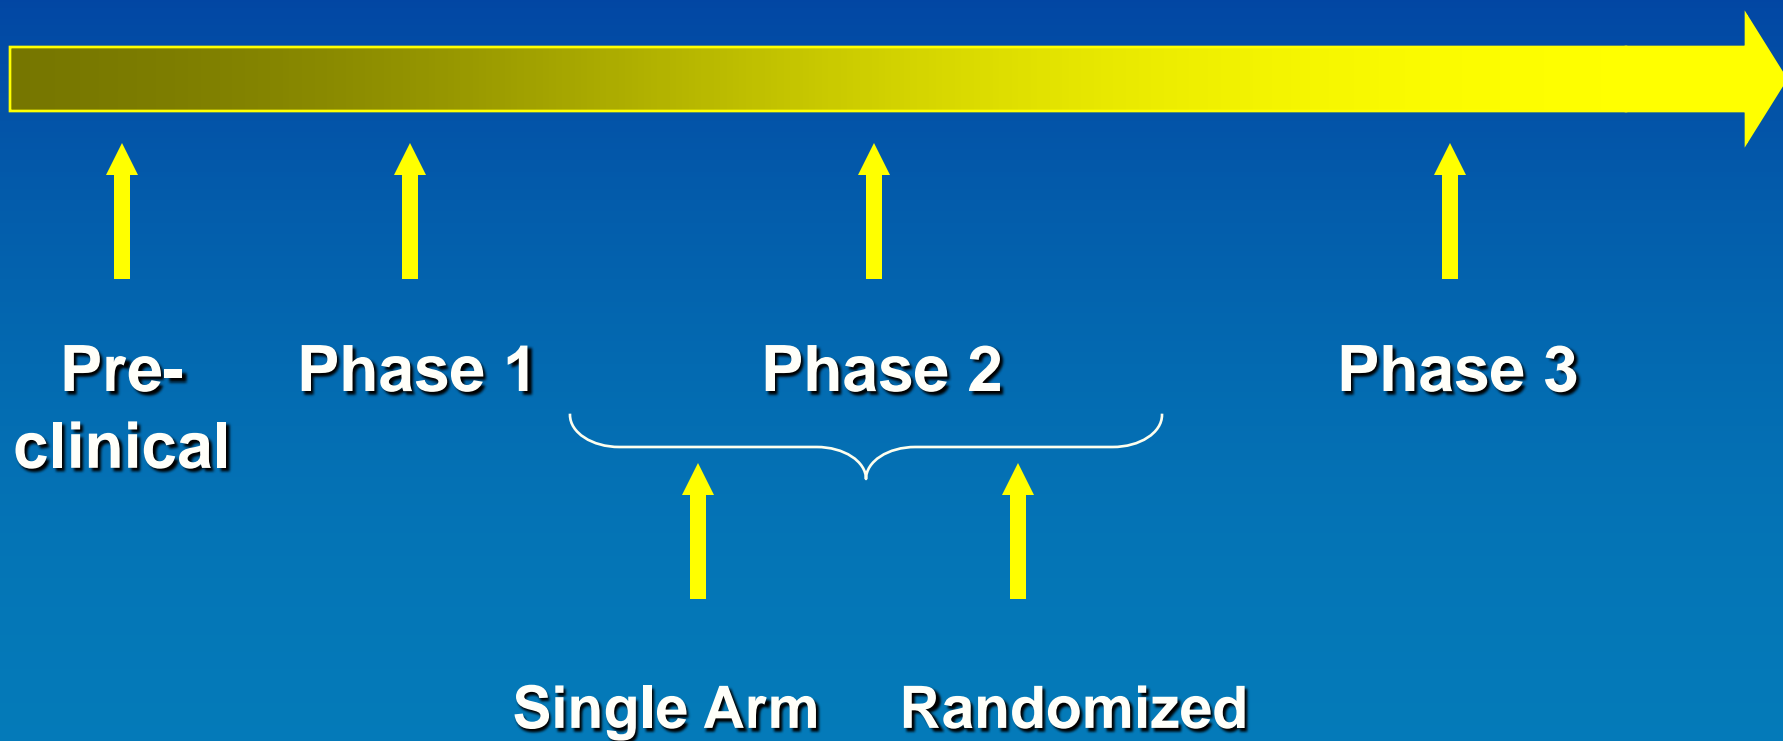 Pre-
clinical
Phase 1
Phase 2
Phase 3
Single Arm
Randomized